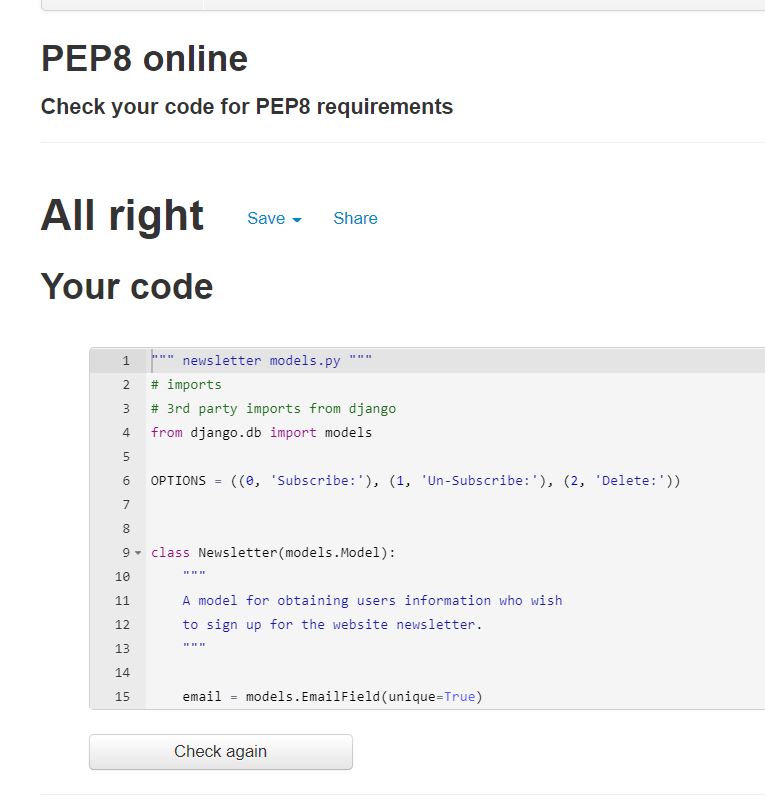 PEP8 online
Check your code for PEP8 requirements
All right Save Share
Your code
1 """ newsletter models.py """
2 # imports
3 # 3rd party imports from django
4 from django.db import models
5
6 OPTIONS = ((0, 'Subscribe:'), (1, 'Un-Subscribe:'), (2, 'Delete:'))
7
8
9 class Newsletter(models.Model):
10 """
11 A model for obtaining users information who wish
12 to sign up for the website newsletter.
13 """
14
15 email = models.EmailField(unique=True)
Check again